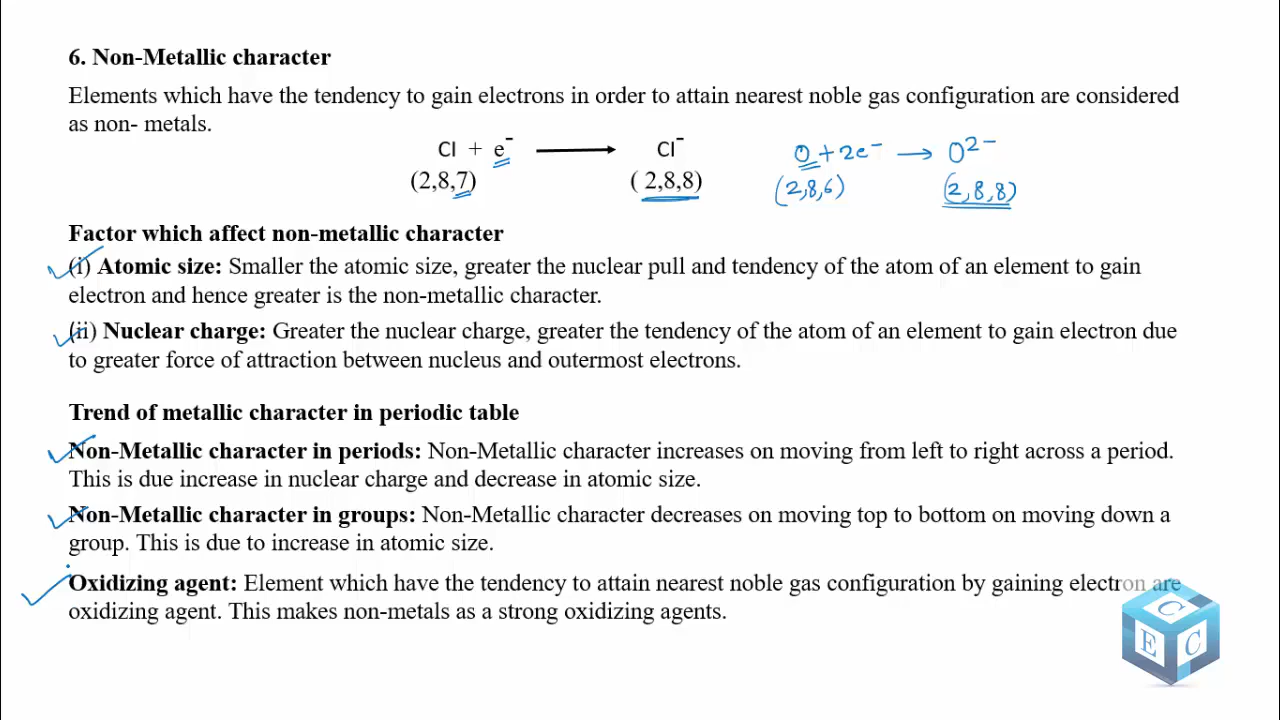 6. Non-Metallic character
Elements which have the tendency to gain electrons in order to attain nearest noble gas configuration are considered
as non- metals.
Cl + e⁻ ⟶ Cl⁻ O + 2e⁻ → O²⁻
(2,8,7) ( 2,8,8) (2,8,6) (2,8,8)
Factor which affect non-metallic character
(i) Atomic size: Smaller the atomic size, greater the nuclear pull and tendency of the atom of an element to gain
electron and hence greater is the non-metallic character.
(ii) Nuclear charge: Greater the nuclear charge, greater the tendency of the atom of an element to gain electron due
to greater force of attraction between nucleus and outermost electrons.
Trend of metallic character in periodic table
Non-Metallic character in periods: Non-Metallic character increases on moving from left to right across a period.
This is due increase in nuclear charge and decrease in atomic size.
Non-Metallic character in groups: Non-Metallic character decreases on moving top to bottom on moving down a
group. This is due to increase in atomic size.
Oxidizing agent: Element which have the tendency to attain nearest noble gas configuration by gaining electron are
oxidizing agent. This makes non-metals as a strong oxidizing agents.
C
E C